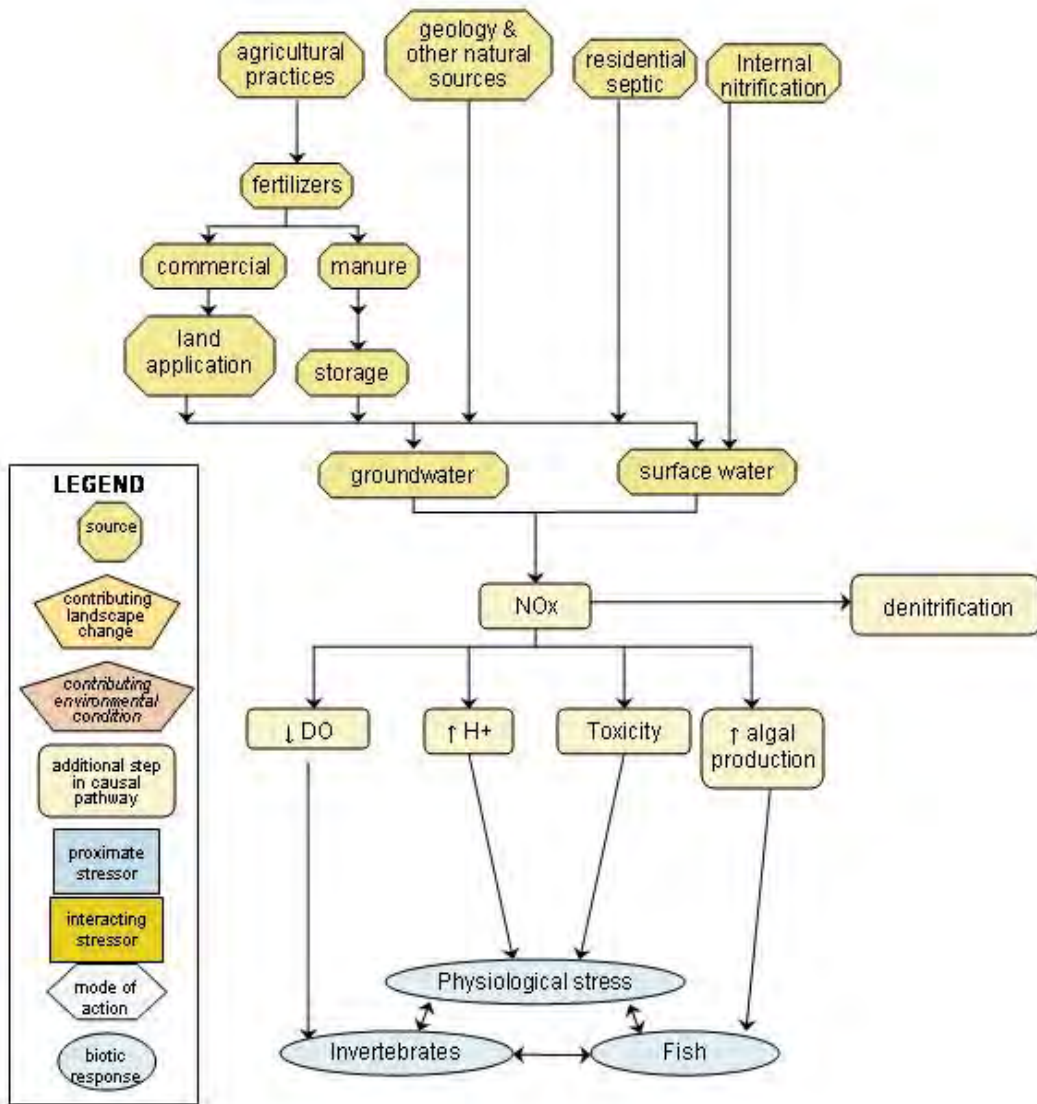 agricultural
practices
geology &
other natural
sources
residential
septic
Internal
nitrification
fertilizers
commercial
manure
land
application
storage
groundwater
surface water
LEGEND
source
contributing
landscape
change
contributing
environmental
condition
additional step
in causal
pathway
proximate
stressor
interacting
stressor
mode of
action
biotic
response
NOx
denitrification
↓ DO
↑ H+
Toxicity
↑ algal
production
Physiological stress
Invertebrates
Fish